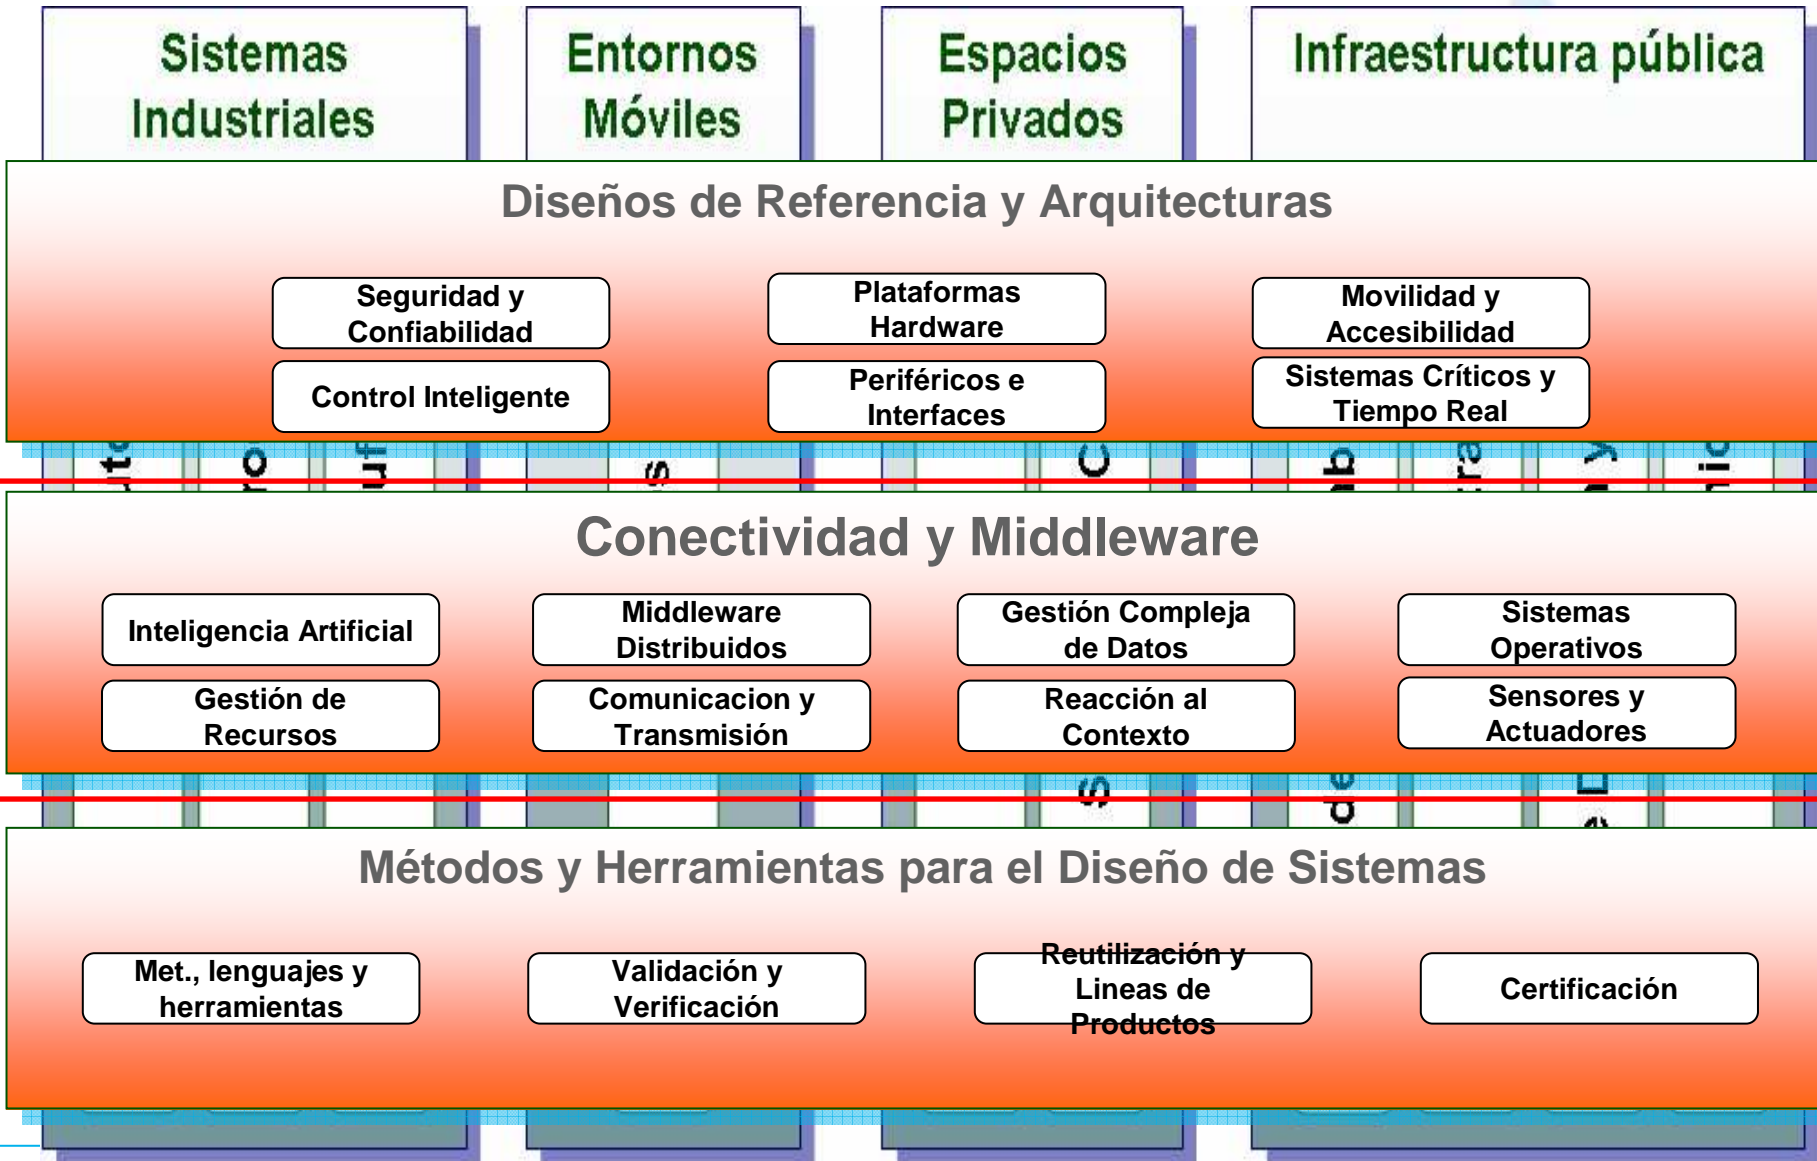 Sistemas
Industriales
Entornos
Móviles
Espacios
Privados
Infraestructura pública
Diseños de Referencia y Arquitecturas
Seguridad y
Confiabilidad
Plataformas
Hardware
Movilidad y
Accesibilidad
Control Inteligente
Periféricos e
Interfaces
Sistemas Críticos y
Tiempo Real
Conectividad y Middleware
Inteligencia Artificial
Middleware
Distribuidos
Gestión Compleja
de Datos
Sistemas
Operativos
Gestión de
Recursos
Comunicacion y
Transmisión
Reacción al
Contexto
Sensores y
Actuadores
Métodos y Herramientas para el Diseño de Sistemas
Met., lenguajes y
herramientas
Validación y
Verificación
Reutilización y
Lineas de
Productos
Certificación